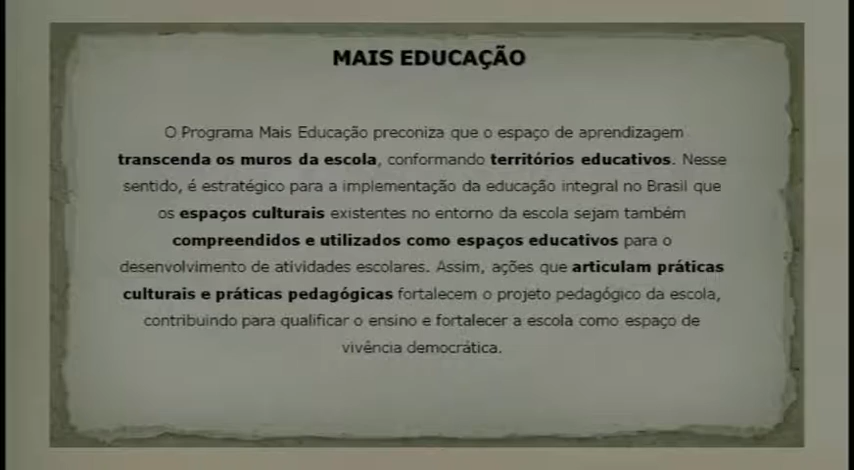 MAIS EDUCAÇÃO
O Programa Mais Educação preconiza que o espaço de aprendizagem
transcenda os muros da escola, conformando territórios educativos. Nesse
sentido, é estratégico para a implementação da educação integral no Brasil que
os espaços culturais existentes no entorno da escola sejam também
compreendidos e utilizados como espaços educativos para o
desenvolvimento de atividades escolares. Assim, ações que articulam práticas
culturais e práticas pedagógicas fortalecem o projeto pedagógico da escola,
contribuindo para qualificar o ensino e fortalecer a escola como espaço de
vivência democrática.